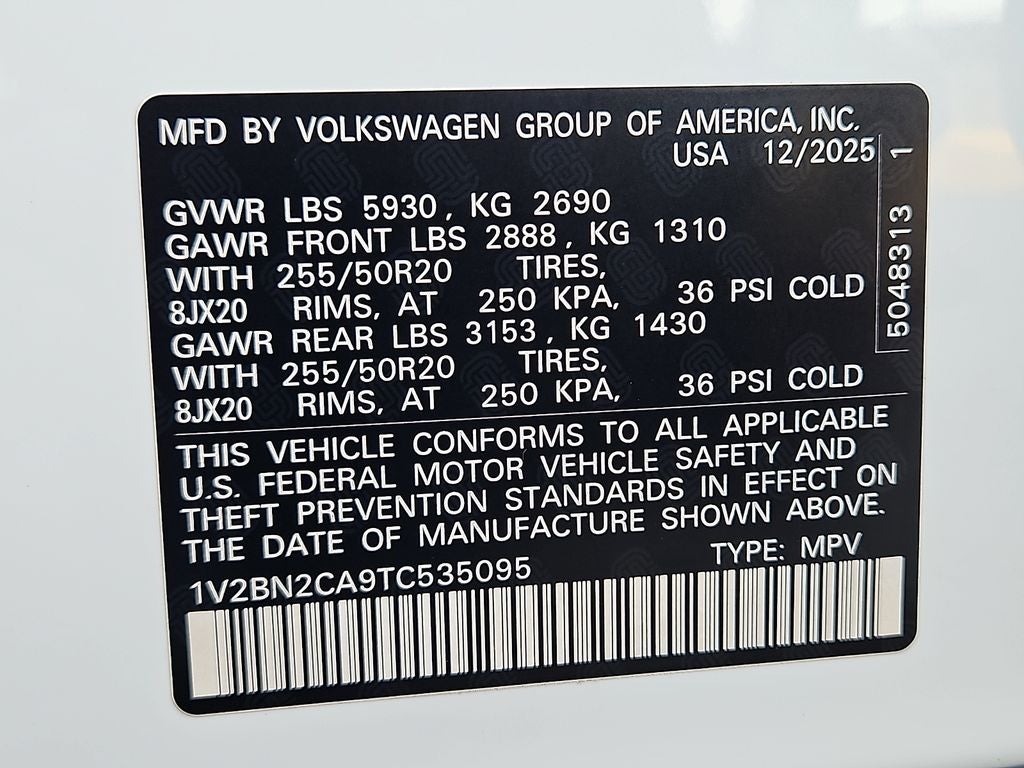 MFD BY VOLKSWAGEN GROUP OF AMERICA, INC.
USA 12/2025
GVWR LBS 5930, KG 2690
GAWR FRONT LBS 2888, KG 1310
WITH 255/50R20 TIRES,
8JX20 RIMS, AT 250 KPA, 36 PSI COLD
GAWR REAR LBS 3153, KG 1430
WITH 255/50R20 TIRES,
8JX20 RIMS, AT 250 KPA, 36 PSI COLD
5048313 1
THIS VEHICLE CONFORMS TO ALL APPLICABLE
U.S. FEDERAL MOTOR VEHICLE SAFETY AND
THEFT PREVENTION STANDARDS IN EFFECT ON
THE DATE OF MANUFACTURE SHOWN ABOVE.
TYPE: MPV
1V2BN2CA9TC535095